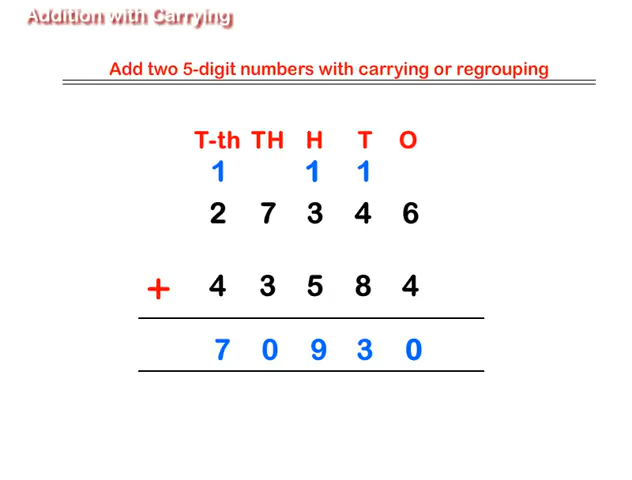 Addition with Carrying
Add two 5-digit numbers with carrying or regrouping
T-th TH H T O
1 1 1
2 7 3 4 6
+ 4 3 5 8 4
7 0 9 3 0